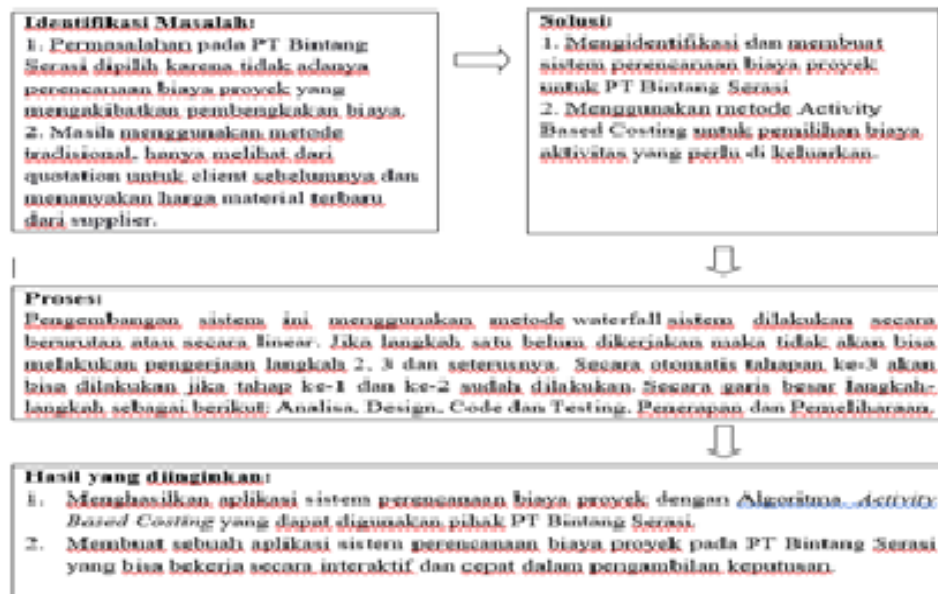 Identifikasi Masalah:
1. Permasalahan pada PT Bintang
Serasi dipilih karena tidak adanya
perencanaan biaya proyek yang
mengakibatkan pembengkakan biaya.
2. Masih menggunakan metode
tradisional, hanya melihat dari
quotation untuk client sebelumnya dan
menanyakan harga material terbaru
dari supplier.
Solusi:
1. Mengidentifikasi dan membuat
sistem perencanaan biaya proyek
untuk PT Bintang Serasi
2. Menggunakan metode Activity
Based Costing untuk pemilihan biaya
aktivitas yang perlu di keluarkan.
Proses:
Pengembangan sistem ini menggunakan metode waterfall sistem dilakukan secara
berurutan atau secara linear. Jika langkah satu belum dikerjakan maka tidak akan bisa
melakukan pengerjaan langkah 2, 3 dan seterusnya. Secara otomatis tahapan ke-3 akan
bisa dilakukan jika tahap ke-1 dan ke-2 sudah dilakukan. Secara garis besar langkah-
langkah sebagai berikut: Analisa, Design, Code dan Testing, Penerapan dan Pemeliharaan.
Hasil yang diinginkan:
1. Menghasilkan aplikasi sistem perencanaan biaya proyek dengan Algoritma Activity
Based Costing yang dapat digunakan pihak PT Bintang Serasi.
2. Membuat sebuah aplikasi sistem perencanaan biaya proyek pada PT Bintang Serasi
yang bisa bekerja secara interaktif dan cepat dalam pengambilan keputusan.